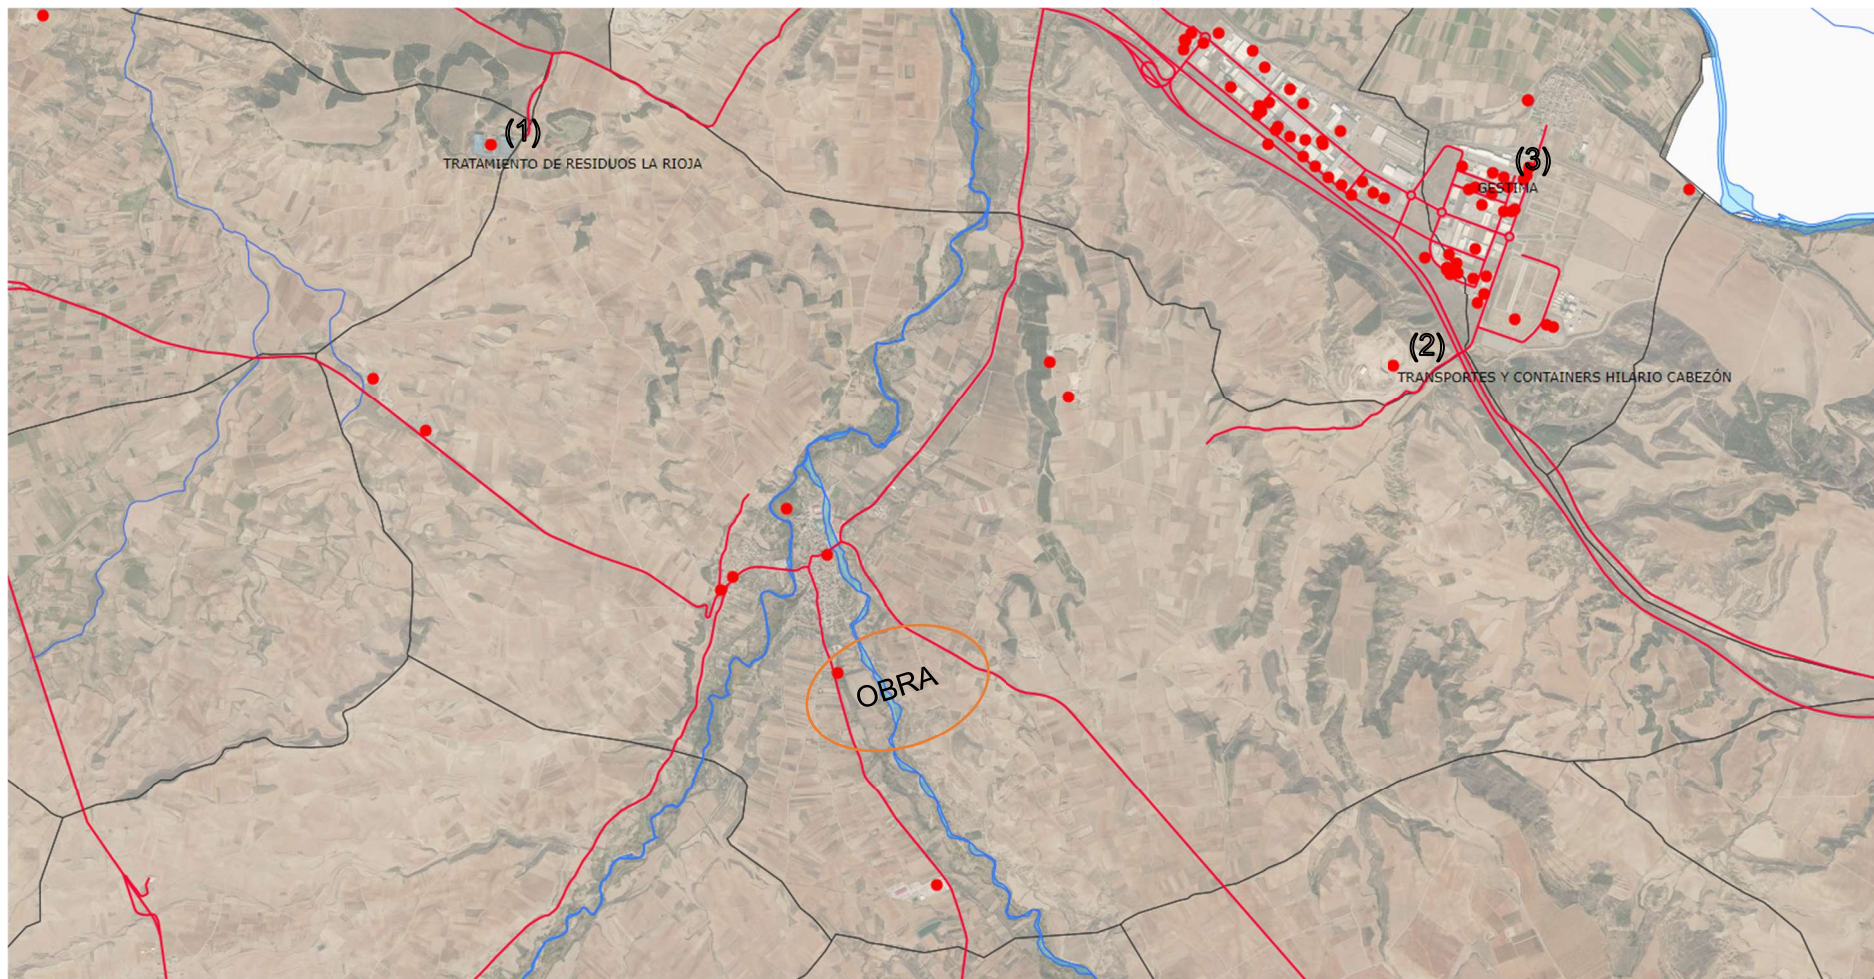 (1)
TRATAMIENTO DE RESIDUOS LA RIOJA
(3)
GESTIMA
(2)
TRANSPORTES Y CONTAINERS HILARIO CABEZÓN
OBRA